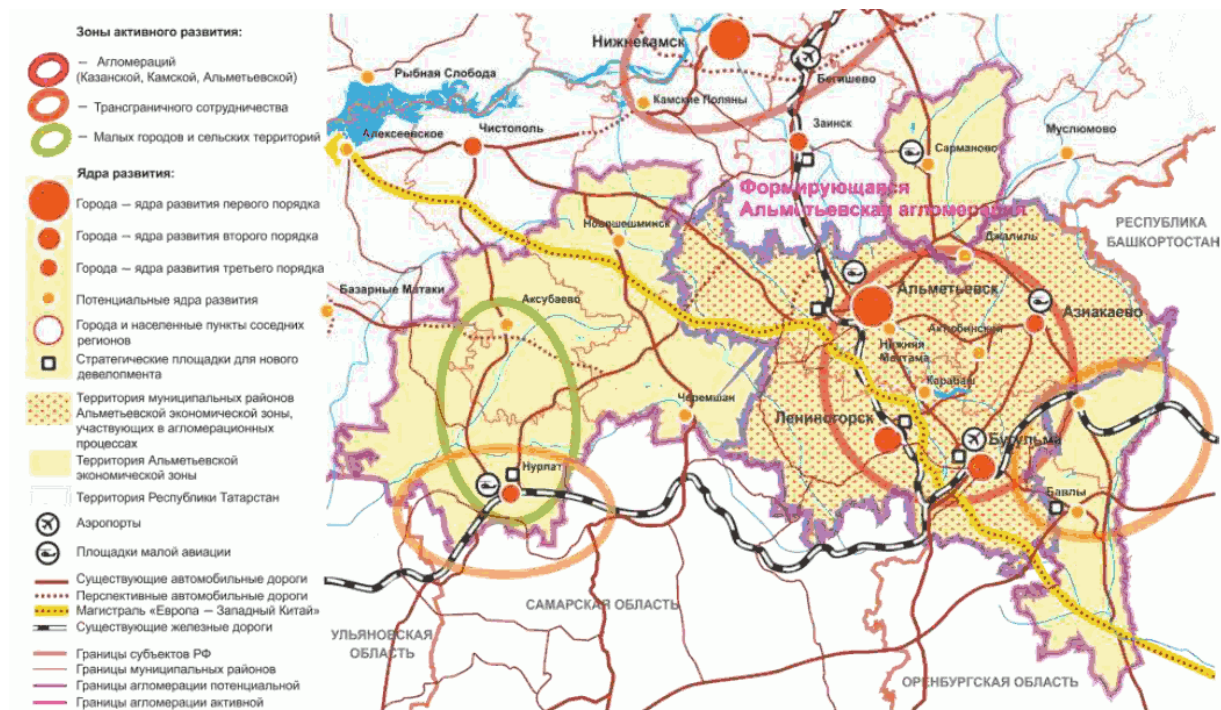 Зоны активного развития:
— Агломераций
(Казанской, Камской, Альметьевской)
— Трансграничного сотрудничества
— Малых городов и сельских территорий
Ядра развития:
Города — ядра развития первого порядка
Города — ядра развития второго порядка
Города — ядра развития третьего порядка
Потенциальные ядра развития
Города и населенные пункты соседних
регионов
Стратегические площадки для нового
девелопмента
Территория муниципальных районов
Альметьевской экономической зоны,
участвующих в агломерационных
процессах
Территория Альметьевской
экономической зоны
Территория Республики Татарстан
Аэропорты
Площадки малой авиации
Существующие автомобильные дороги
Перспективные автомобильные дороги
Магистраль «Европа — Западный Китай»
Существующие железные дороги
Границы субъектов РФ
Границы муниципальных районов
Границы агломерации потенциальной
Границы агломерации активной
Нижнекамск
Рыбная Слобода
Бегишево
Камские Поляны
Алексеевское
Чистополь
Заинск
Муслюмово
Сарманово
Формирующаяся
Альметьевская агломерация
РЕСПУБЛИКА
БАШКОРТОСТАН
Новошешминск
Джалиль
Базарные Матаки
Аксубаево
Альметьевск
Азнакаево
Актюбинский
Нижняя
Мактама
Карабаш
Черемшан
Лениногорск
Бугульма
Нурлат
Бавлы
САМАРСКАЯ ОБЛАСТЬ
УЛЬЯНОВСКАЯ
ОБЛАСТЬ
ОРЕНБУРГСКАЯ ОБЛАСТЬ